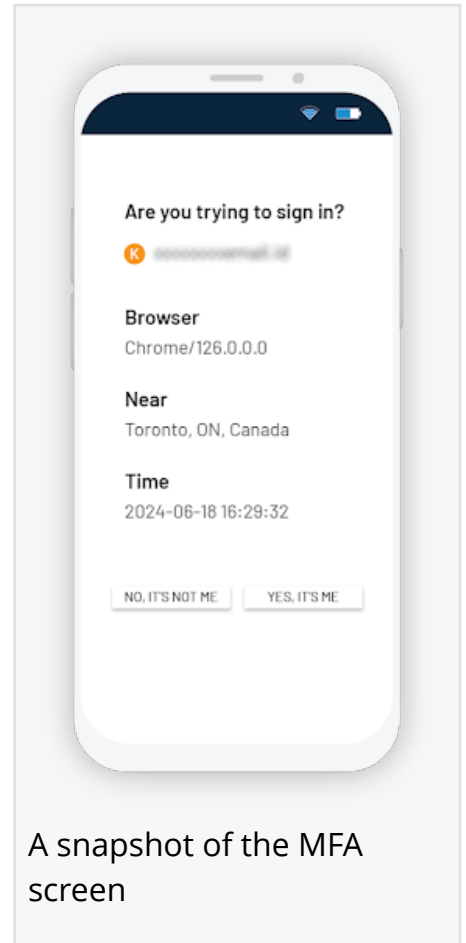 Are you trying to sign in?
K
Browser
Chrome/126.0.0.0
Near
Toronto, ON, Canada
Time
2024-06-18 16:29:32
NO, IT'S NOT ME YES, IT'S ME
A snapshot of the MFA
screen